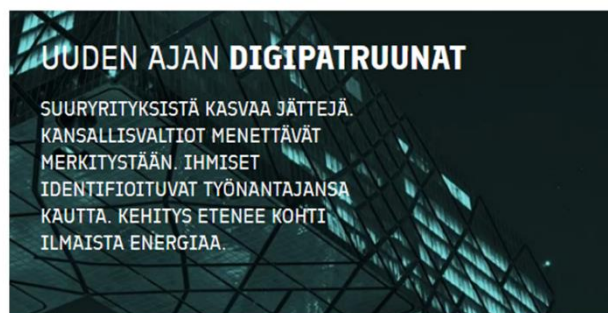 UUDEN AJAN DIGIPATRUUNAT
SUURYRITYKSISTÄ KASVAA JÄTTEJÄ.
KANSALLISVALTIOT MENETTÄVÄT
MERKITYSTÄÄN. IHMISET
IDENTIFIOITUVAT TYÖNANTAJANSA
KAUTTA. KEHITYS ETENEE KOHTI
ILMAISTA ENERGIAA.